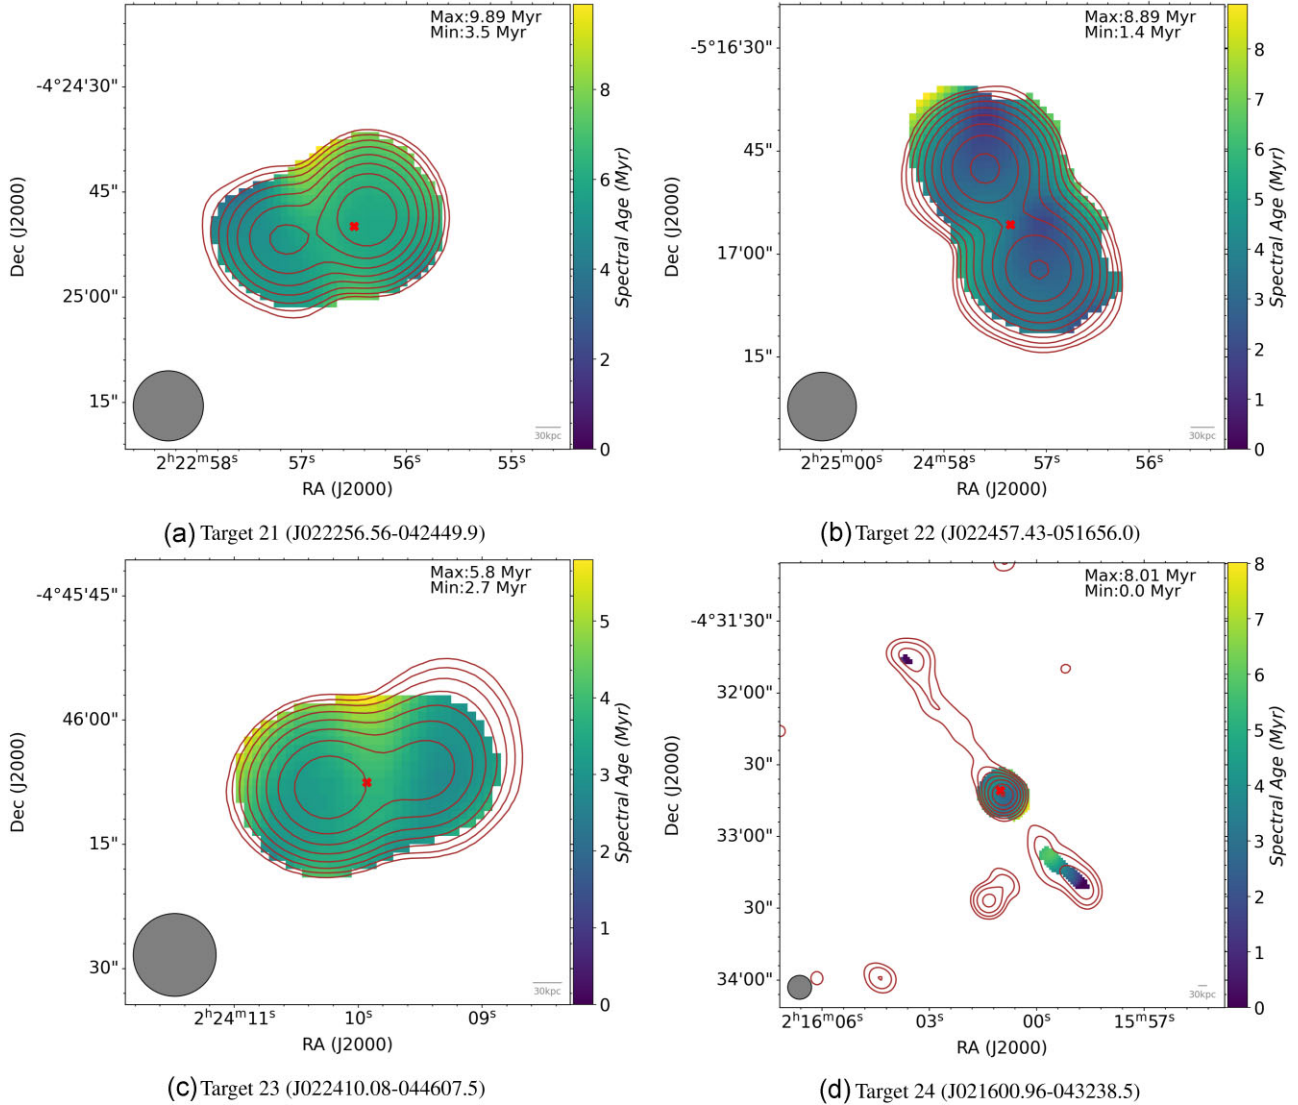 Max:9.89 Myr
Min:3.5 Myr
-4°24'30"
45"
25'00"
15"
Dec (J2000)
2h22m58s
57s
56s
55s
RA (J2000)
30kpc
8
6
4
2
0
Spectral Age (Myr)
(a) Target 21 (J022256.56-042449.9)
Max:8.89 Myr
Min:1.4 Myr
-5°16'30"
45"
17'00"
15"
Dec (J2000)
2h25m00s
24m58s
57s
56s
RA (J2000)
30kpc
8
7
6
5
4
3
2
1
0
Spectral Age (Myr)
(b) Target 22 (J022457.43-051656.0)
Max:5.8 Myr
Min:2.7 Myr
-4°45'45"
46'00"
15"
30"
Dec (J2000)
2h24m11s
10s
09s
RA (J2000)
30kpc
5
4
3
2
1
0
Spectral Age (Myr)
(c) Target 23 (J022410.08-044607.5)
Max:8.01 Myr
Min:0.0 Myr
-4°31'30"
32'00"
30"
33'00"
30"
34'00"
Dec (J2000)
2h16m06s
03s
00s
15m57s
RA (J2000)
30kpc
8
7
6
5
4
3
2
1
0
Spectral Age (Myr)
(d) Target 24 (J021600.96-043238.5)